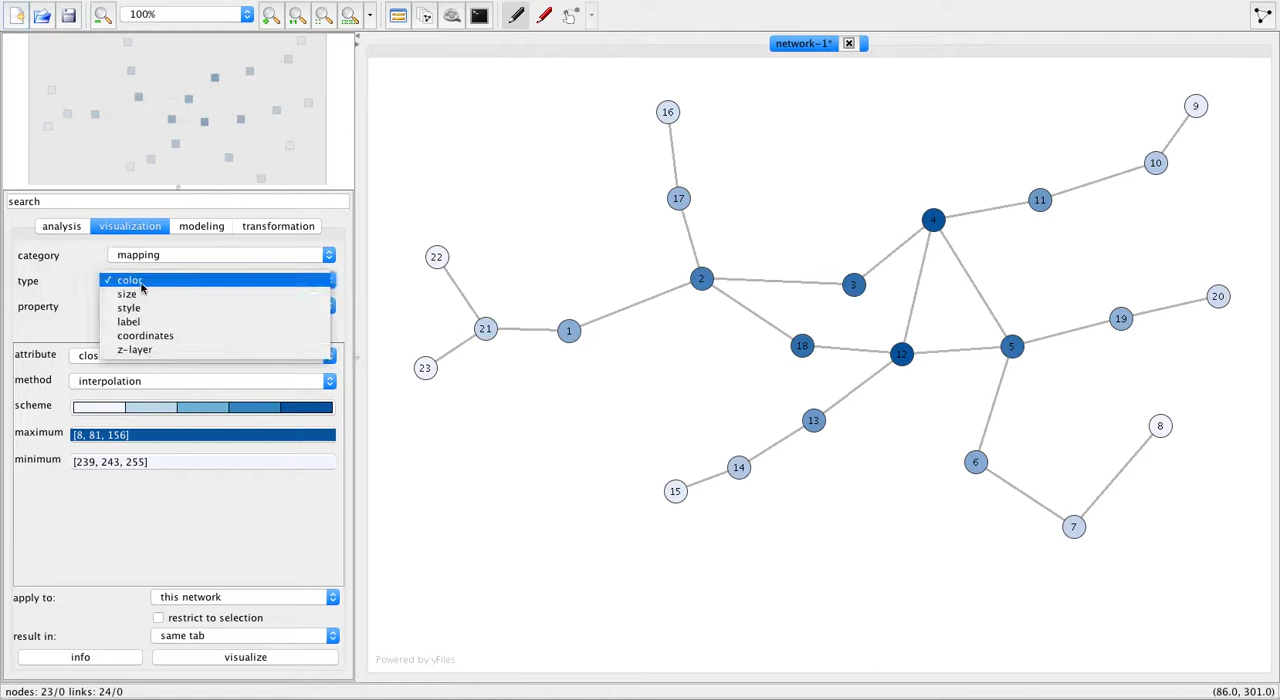 100%
network-1*
search
analysis visualization modeling transformation
category mapping
type ✓ color
size
property style
label
coordinates
z-layer
attribute clos
method interpolation
scheme
maximum [8, 81, 156]
minimum [239, 243, 255]
apply to: this network
restrict to selection
result in: same tab
info visualize
nodes: 23/0 links: 24/0
16
9
10
17
11
4
22
2
3
20
21
1
19
18
12
5
23
13
8
6
14
15
7
Powered by yFiles
(86.0, 301.0)